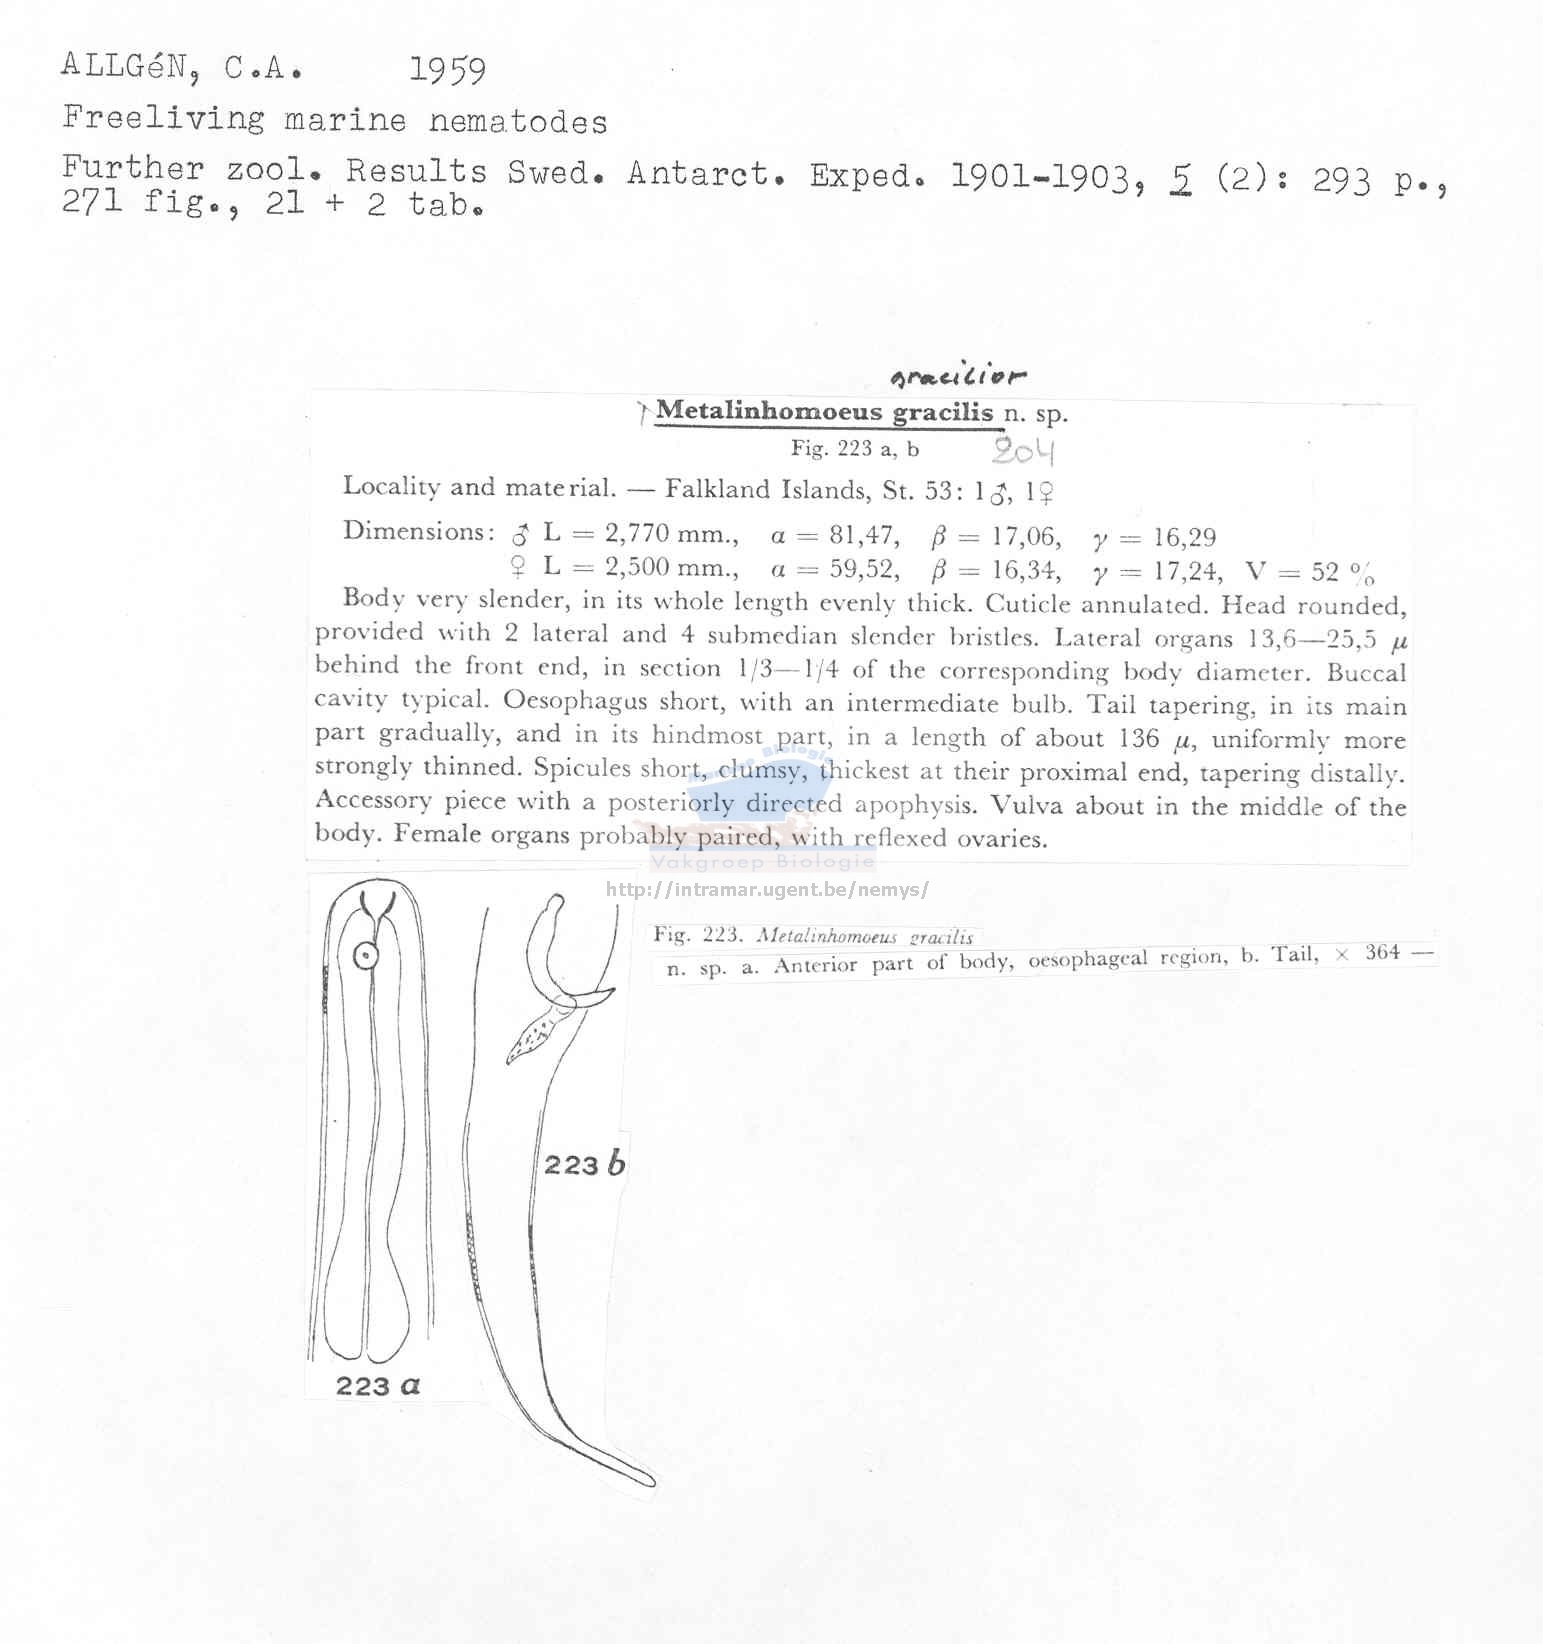 ALLGéN, C.A. 1959
Freeliving marine nematodes
Further zool. Results Swed. Antarct. Exped. 1901-1903, 5 (2): 293 p.,
271 fig., 21 + 2 tab.
gracilior
Metalinhomoeus gracilis n. sp.
Fig. 223 a, b 204
Locality and material. — Falkland Islands, St. 53: 1♂, 1♀
Dimensions: ♂ L = 2,770 mm., α = 81,47, β = 17,06, γ = 16,29
♀ L = 2,500 mm., α = 59,52, β = 16,34, γ = 17,24, V = 52 %
Body very slender, in its whole length evenly thick. Cuticle annulated. Head rounded,
provided with 2 lateral and 4 submedian slender bristles. Lateral organs 13,6—25,5 μ
behind the front end, in section 1/3—1/4 of the corresponding body diameter. Buccal
cavity typical. Oesophagus short, with an intermediate bulb. Tail tapering, in its main
part gradually, and in its hindmost part, in a length of about 136 μ, uniformly more
strongly thinned. Spicules short, clumsy, thickest at their proximal end, tapering distally.
Accessory piece with a posteriorly directed apophysis. Vulva about in the middle of the
body. Female organs probably paired, with reflexed ovaries.
Biologie
Vakgroep Biologie
http://intramar.ugent.be/nemys/
Fig. 223. Metalinhomoeus gracilis
n. sp. a. Anterior part of body, oesophageal region, b. Tail, × 364 —
223 b
223 a